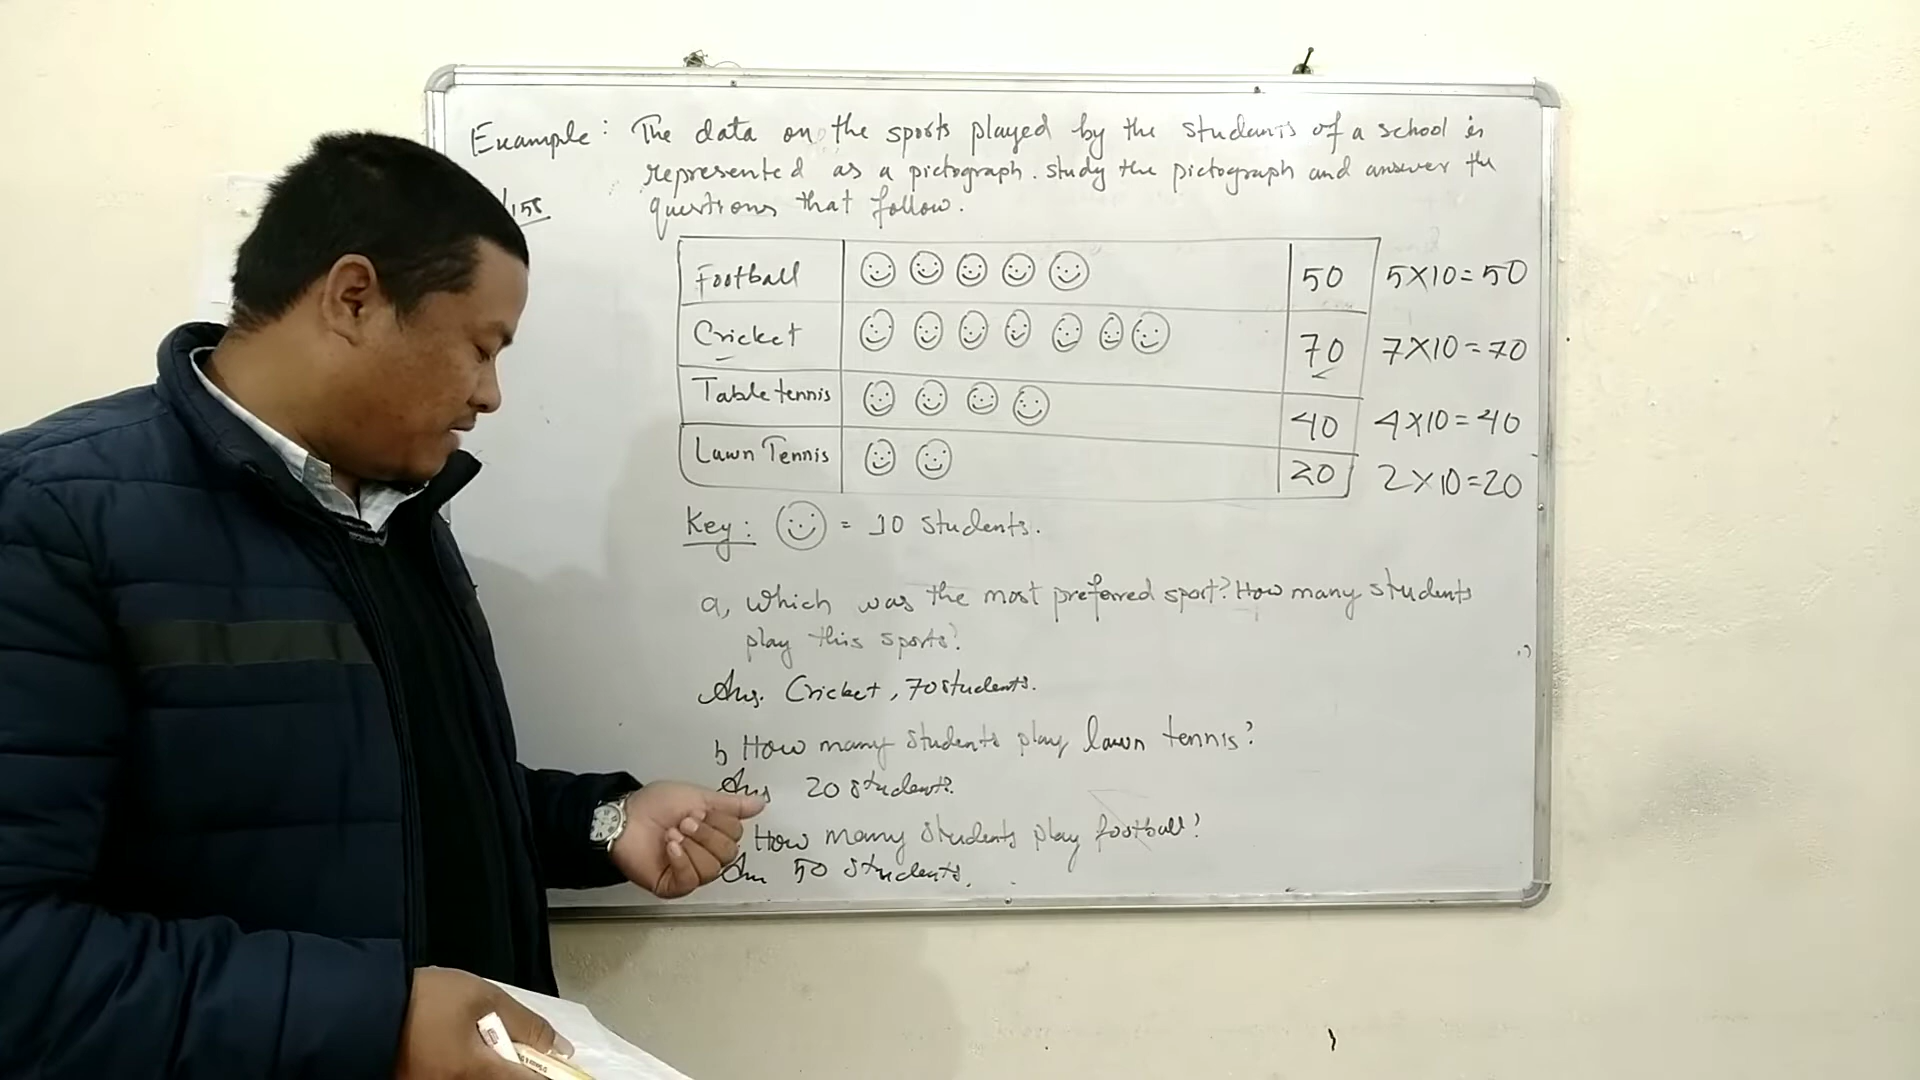 Example: The data on the sports played by the students of a school is
represented as a pictograph. study the pictograph and answer the
questions that follow.
158
Football 50 5×10=50
Cricket 70 7×10=70
Table tennis 40 4×10=40
Lawn Tennis 20 2×10=20
Key: = 10 students.
a, which was the most preferred sport? How many students
play this sports?
Ans. Cricket, 70 students.
b How many students play lawn tennis?
Ans 20 students.
How many students play football?
An 50 students.